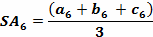 SA₆ = (a₆ + b₆ + c₆) / 3